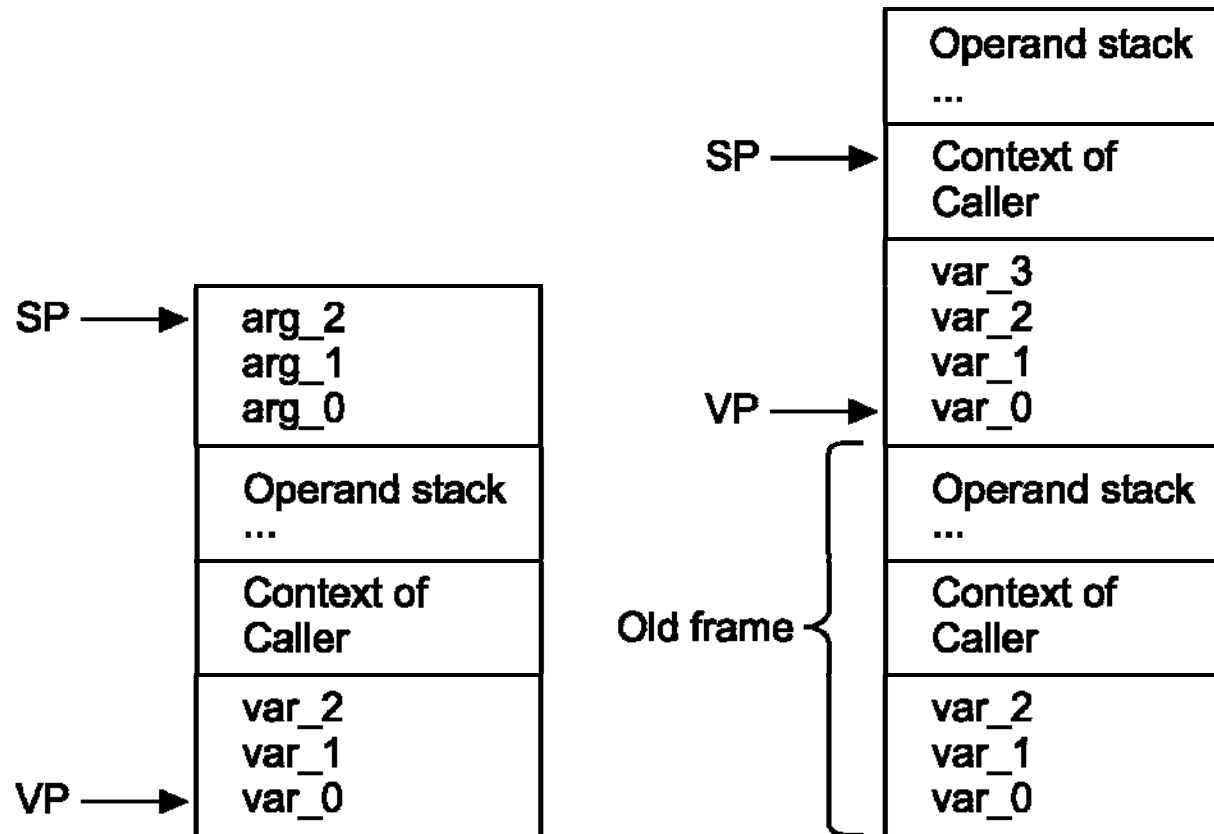 SP
arg_2
arg_1
arg_0
Operand stack
...
Context of
Caller
var_2
var_1
VP
var_0
Operand stack
...
SP
Context of
Caller
var_3
var_2
var_1
VP
var_0
Old frame
Operand stack
...
Context of
Caller
var_2
var_1
var_0